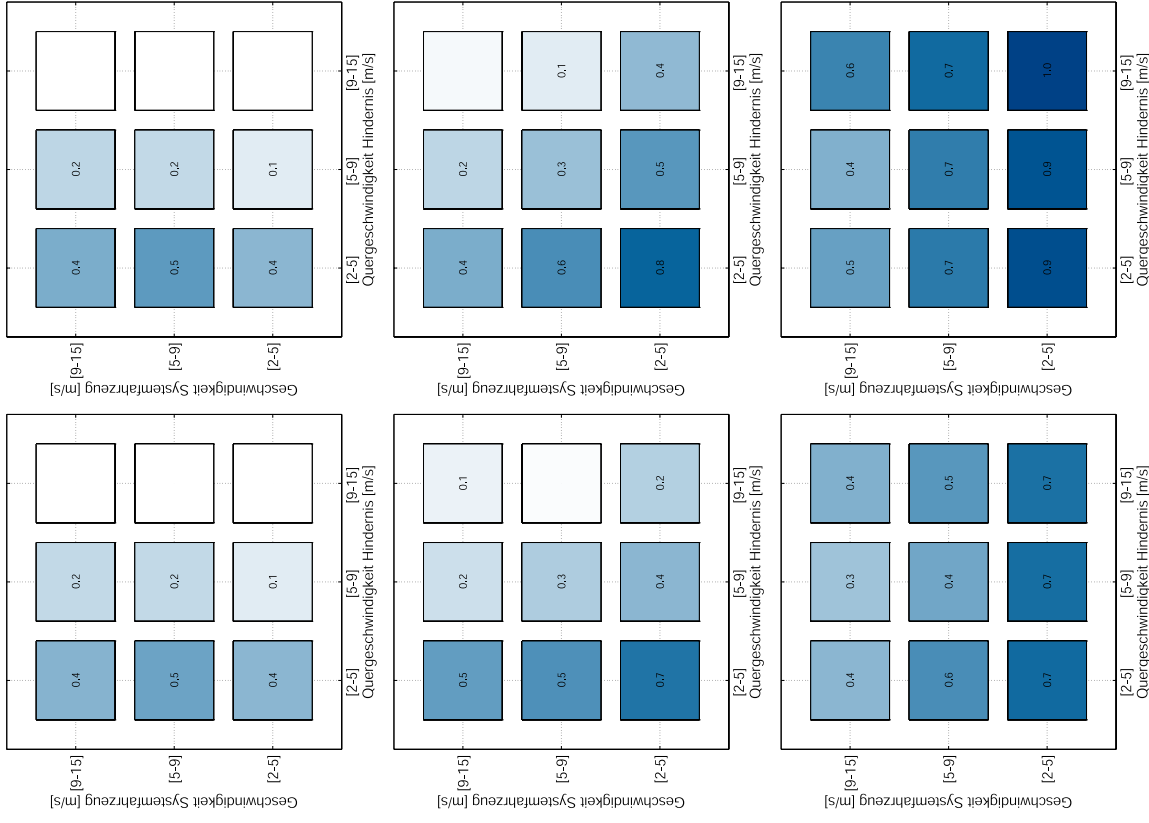 Geschwindigkeit Systemfahrzeug [m/s]
[9-15] 0.4 0.2
[5-9] 0.5 0.2
[2-5] 0.4 0.1
[2-5] [5-9] [9-15]
Quergeschwindigkeit Hindernis [m/s]
Geschwindigkeit Systemfahrzeug [m/s]
[9-15] 0.4 0.2
[5-9] 0.5 0.2
[2-5] 0.4 0.1
[2-5] [5-9] [9-15]
Quergeschwindigkeit Hindernis [m/s]
Geschwindigkeit Systemfahrzeug [m/s]
[9-15] 0.5 0.2 0.1
[5-9] 0.5 0.3
[2-5] 0.7 0.4 0.2
[2-5] [5-9] [9-15]
Quergeschwindigkeit Hindernis [m/s]
Geschwindigkeit Systemfahrzeug [m/s]
[9-15] 0.4 0.2
[5-9] 0.6 0.3 0.1
[2-5] 0.8 0.5 0.4
[2-5] [5-9] [9-15]
Quergeschwindigkeit Hindernis [m/s]
Geschwindigkeit Systemfahrzeug [m/s]
[9-15] 0.4 0.3 0.4
[5-9] 0.6 0.4 0.5
[2-5] 0.7 0.7 0.7
[2-5] [5-9] [9-15]
Quergeschwindigkeit Hindernis [m/s]
Geschwindigkeit Systemfahrzeug [m/s]
[9-15] 0.5 0.4 0.6
[5-9] 0.7 0.7 0.7
[2-5] 0.9 0.9 1.0
[2-5] [5-9] [9-15]
Quergeschwindigkeit Hindernis [m/s]